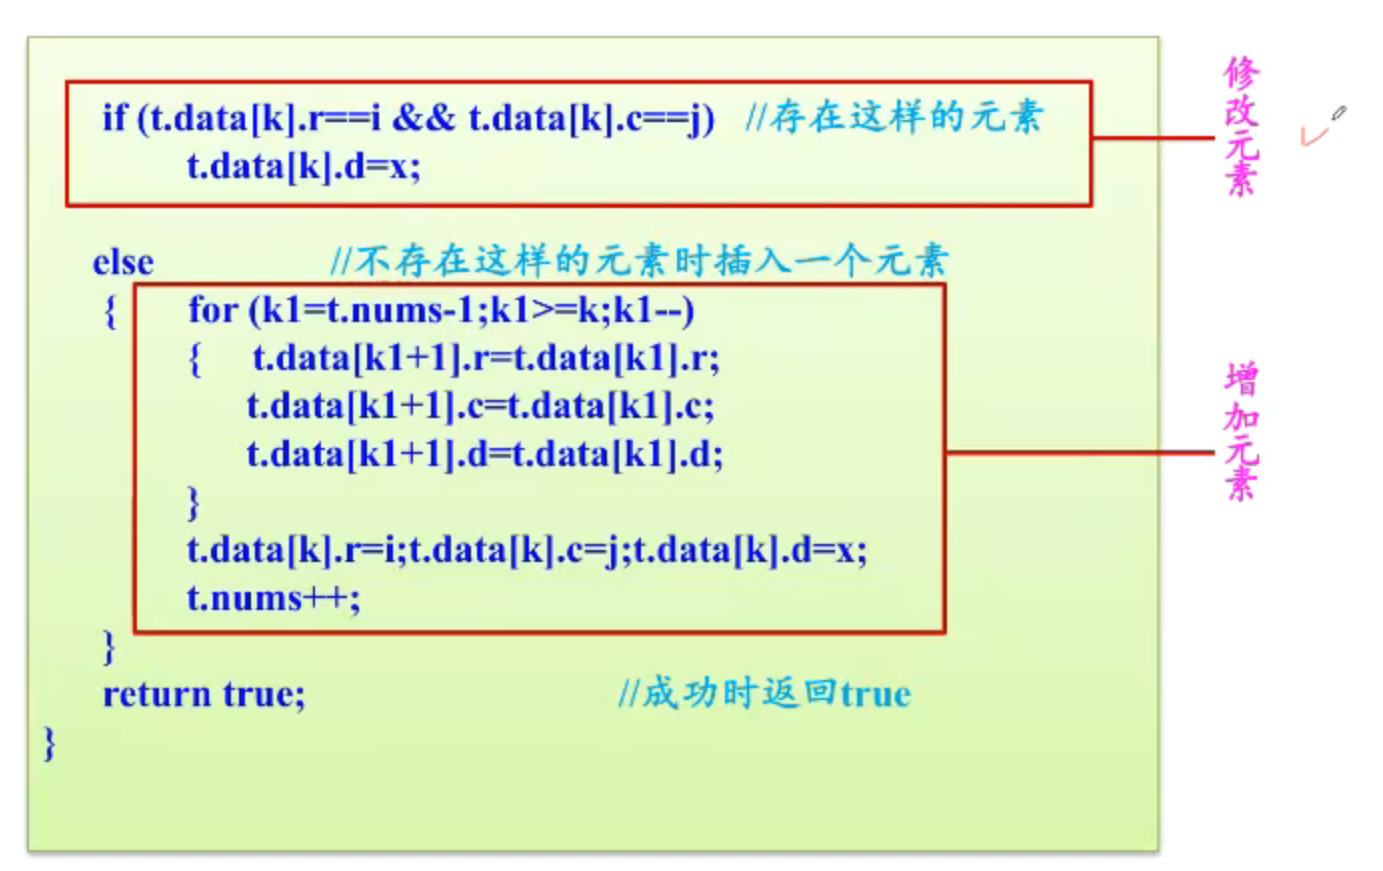 if (t.data[k].r==i && t.data[k].c==j) //存在这样的元素
t.data[k].d=x;
修改元素
else //不存在这样的元素时插入一个元素
{ for (k1=t.nums-1;k1>=k;k1--)
{ t.data[k1+1].r=t.data[k1].r;
t.data[k1+1].c=t.data[k1].c;
t.data[k1+1].d=t.data[k1].d;
}
t.data[k].r=i;t.data[k].c=j;t.data[k].d=x;
t.nums++;
增加元素
}
return true; //成功时返回true
}